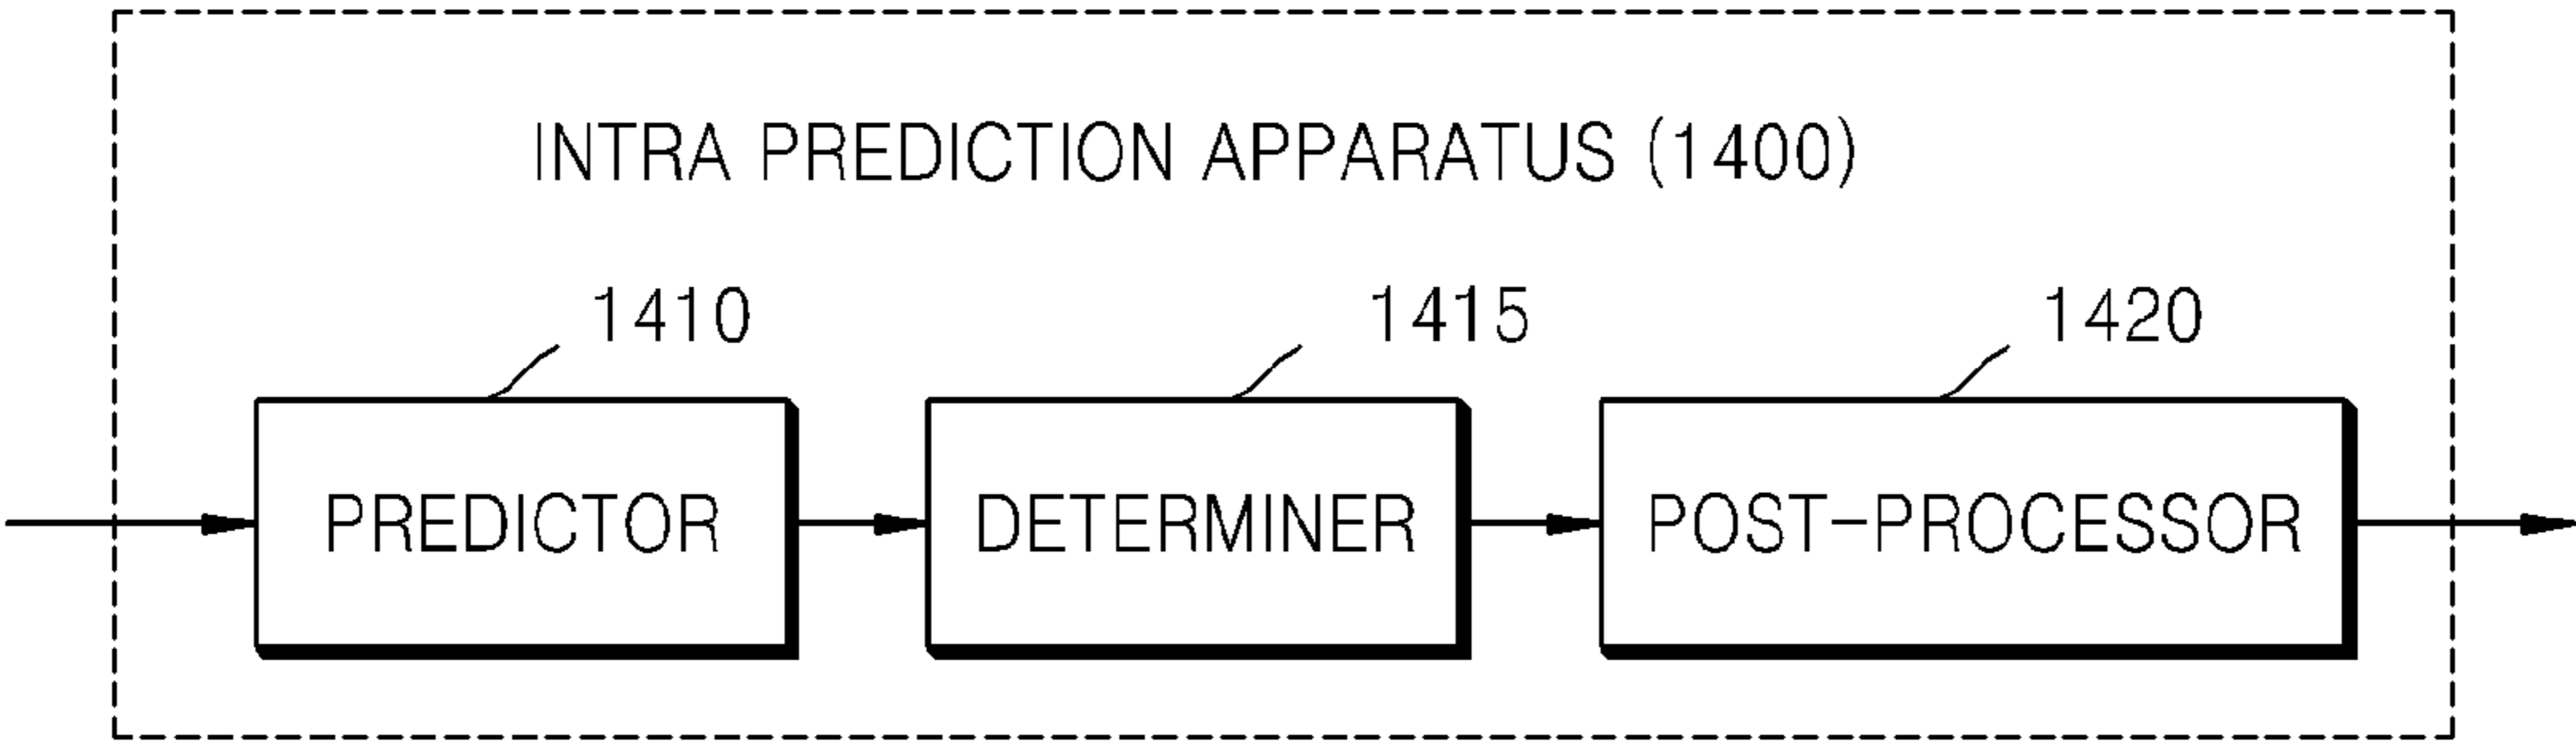 INTRA PREDICTION APPARATUS (1400)
1410 1415 1420
PREDICTOR DETERMINER POST-PROCESSOR